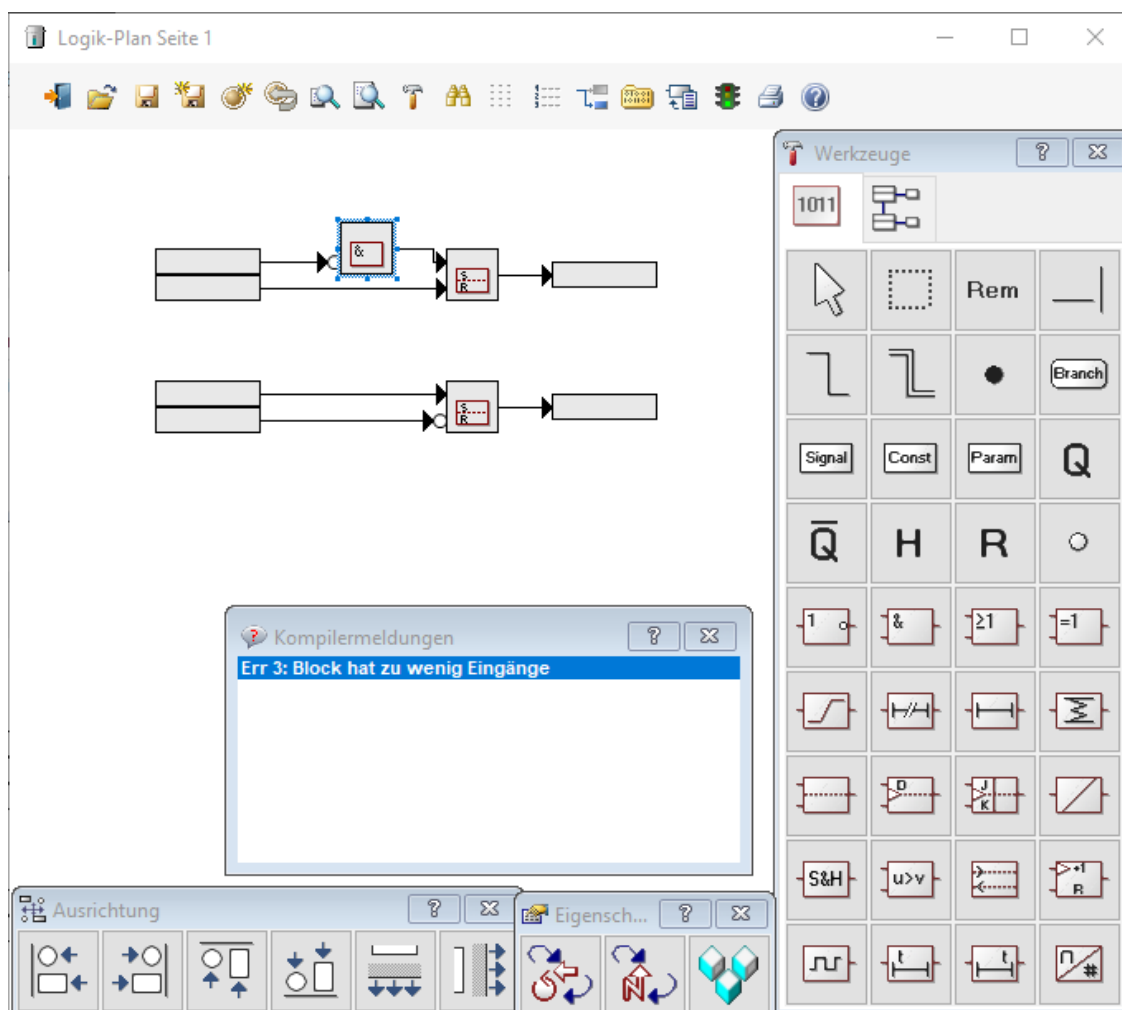 Logik-Plan Seite 1
Werkzeuge
1011
&
S
R
Rem
Branch
S
R
Signal
Const
Param
Q
Q̅
H
R
1
&
≥1
=1
Kompilermeldungen
Err 3: Block hat zu wenig Eingänge
D
J
K
S&H
u>v
+1
R
Ausrichtung
Eigensch...
S
N
t
t
n
#